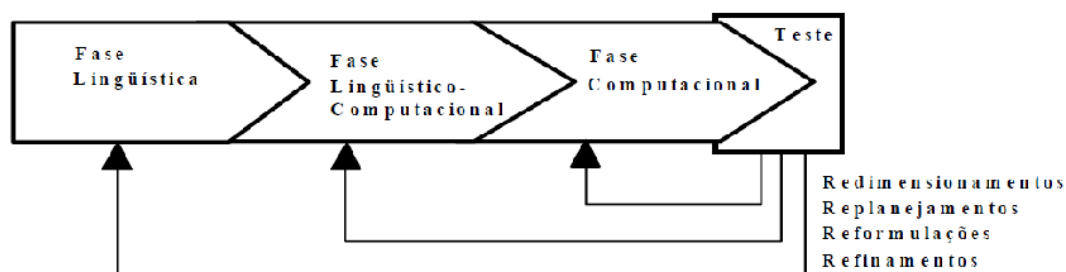 Fase
Lingüística
Fase
Lingüístico-
Computacional
Fase
Computacional
Teste
Redimensionamentos
Replanejamentos
Reformulações
Refinamentos